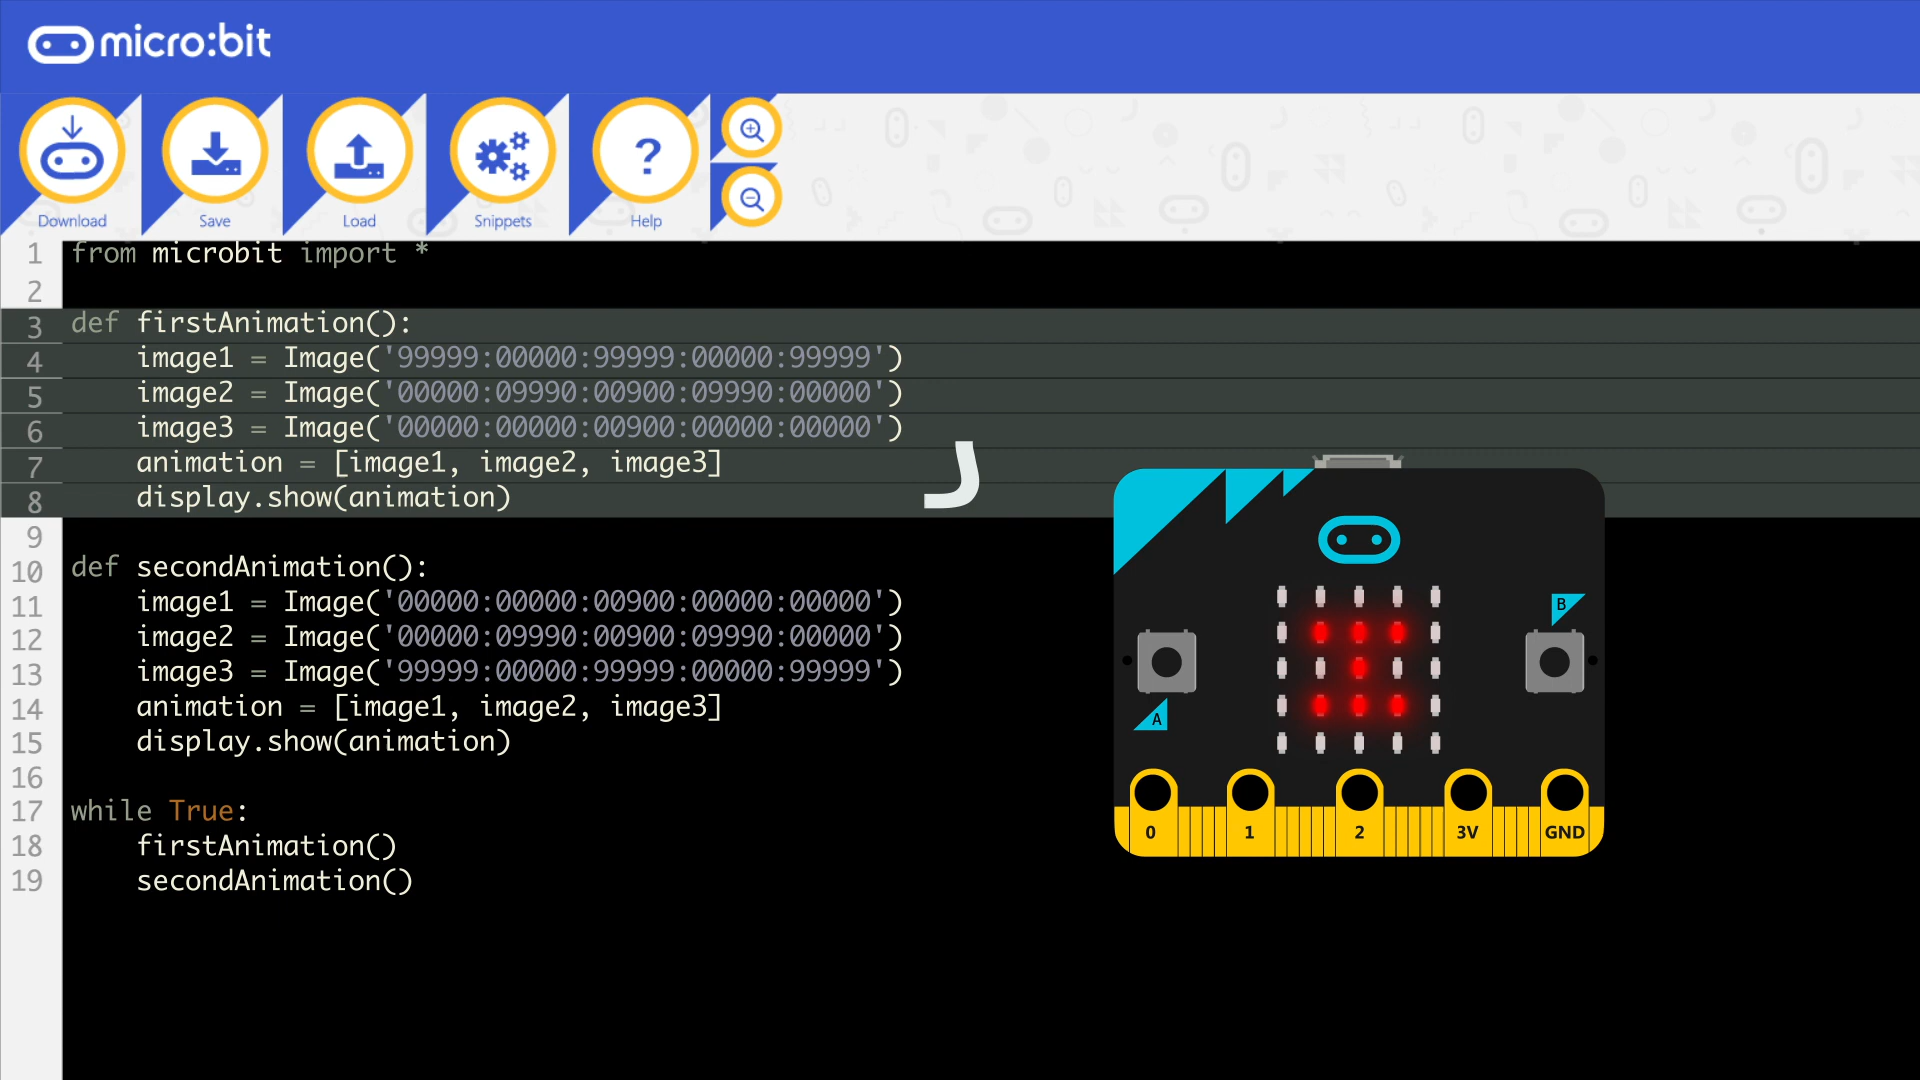 micro:bit
Download
Save
Load
?
Snippets
Help
1 from microbit import *
2
3 def firstAnimation():
4 image1 = Image('99999:00000:99999:00000:99999')
5 image2 = Image('00000:09990:00900:09990:00000')
6 image3 = Image('00000:00000:00900:00000:00000')
7 animation = [image1, image2, image3]
8 display.show(animation)
9
10 def secondAnimation():
11 image1 = Image('00000:00000:00900:00000:00000')
12 image2 = Image('00000:09990:00900:09990:00000')
13 image3 = Image('99999:00000:99999:00000:99999')
14 animation = [image1, image2, image3]
15 display.show(animation)
16
17 while True:
18 firstAnimation()
19 secondAnimation()
B
A
0 1 2 3V GND